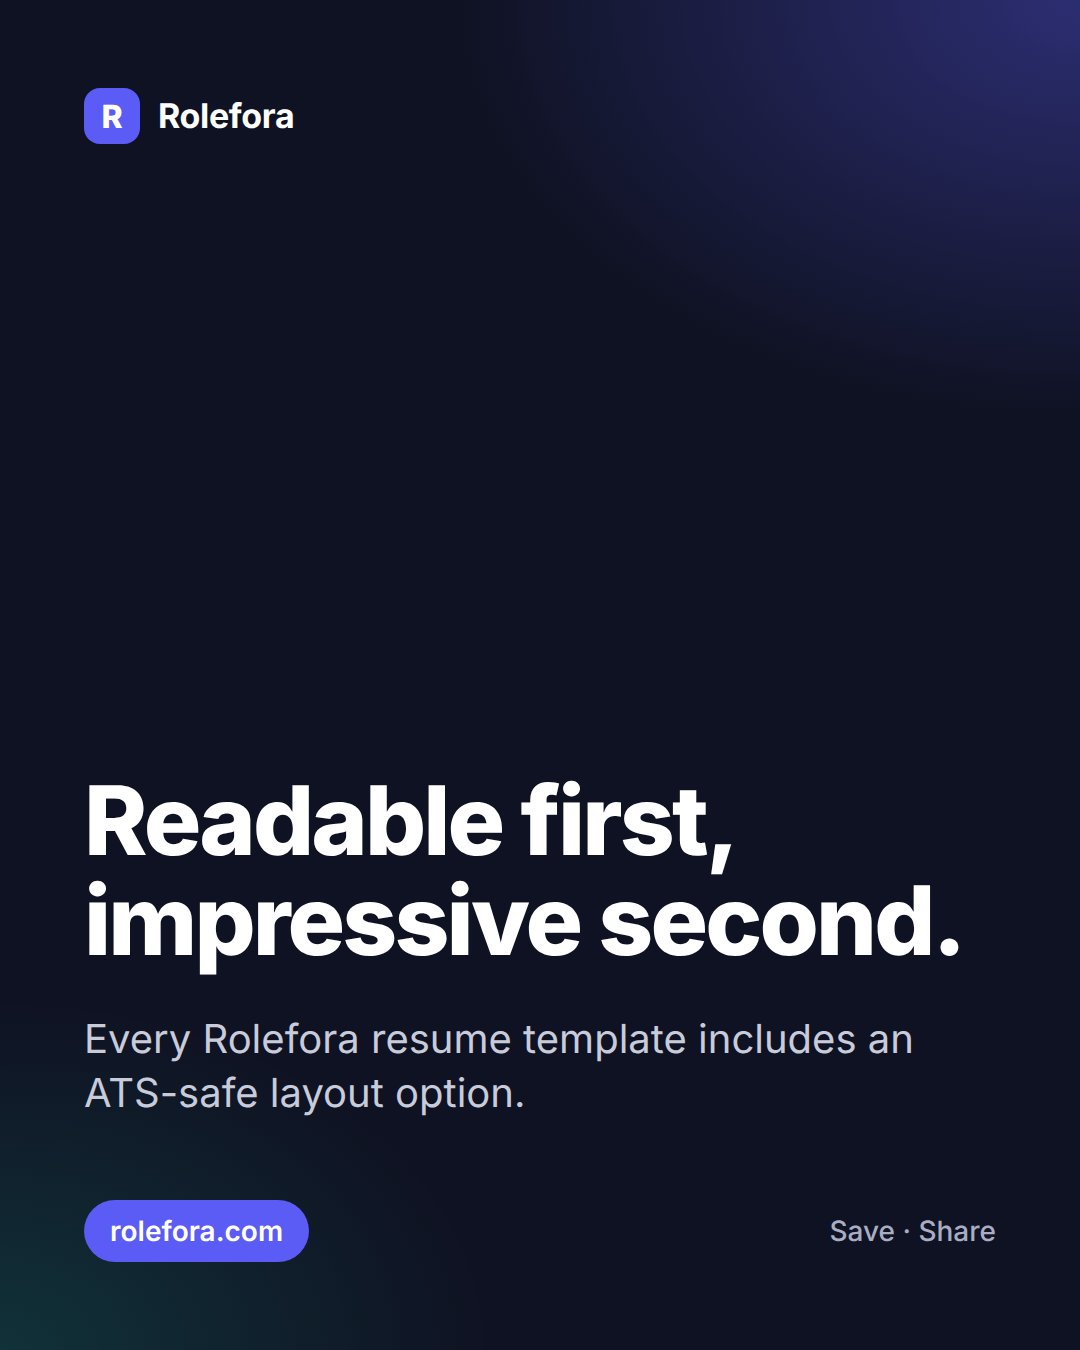 R Rolefora
Readable first,
impressive second.
Every Rolefora resume template includes an
ATS-safe layout option.
rolefora.com
Save · Share